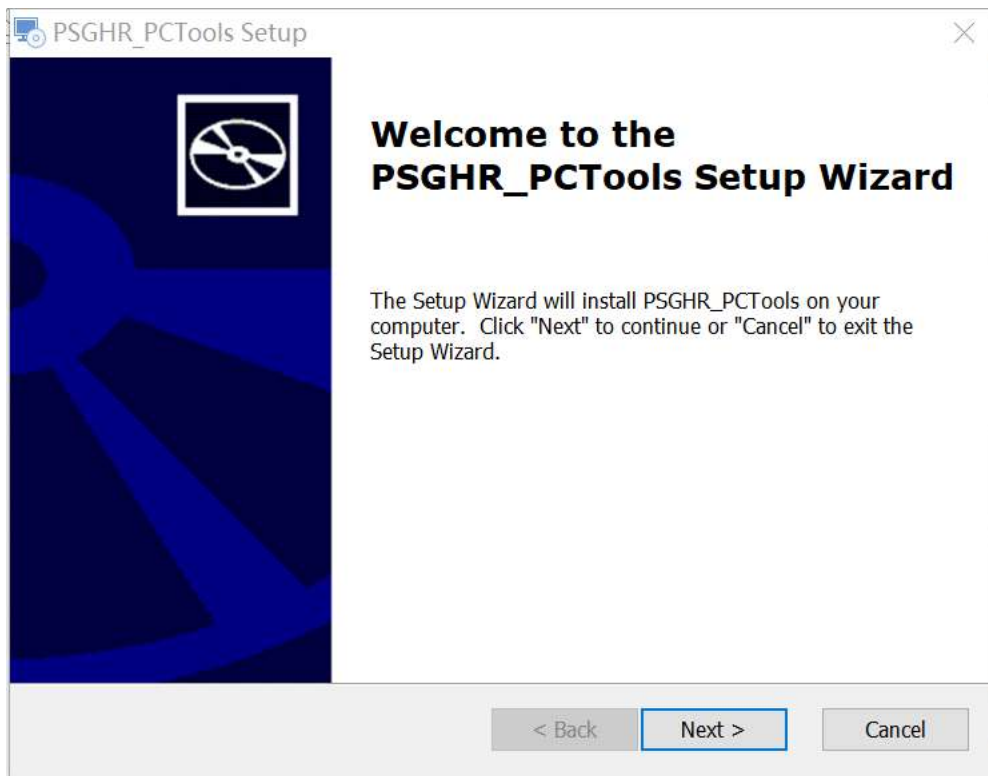 PSGHR_PCTools Setup
Welcome to the
PSGHR_PCTools Setup Wizard
The Setup Wizard will install PSGHR_PCTools on your
computer.  Click "Next" to continue or "Cancel" to exit the
Setup Wizard.
< Back
Next >
Cancel